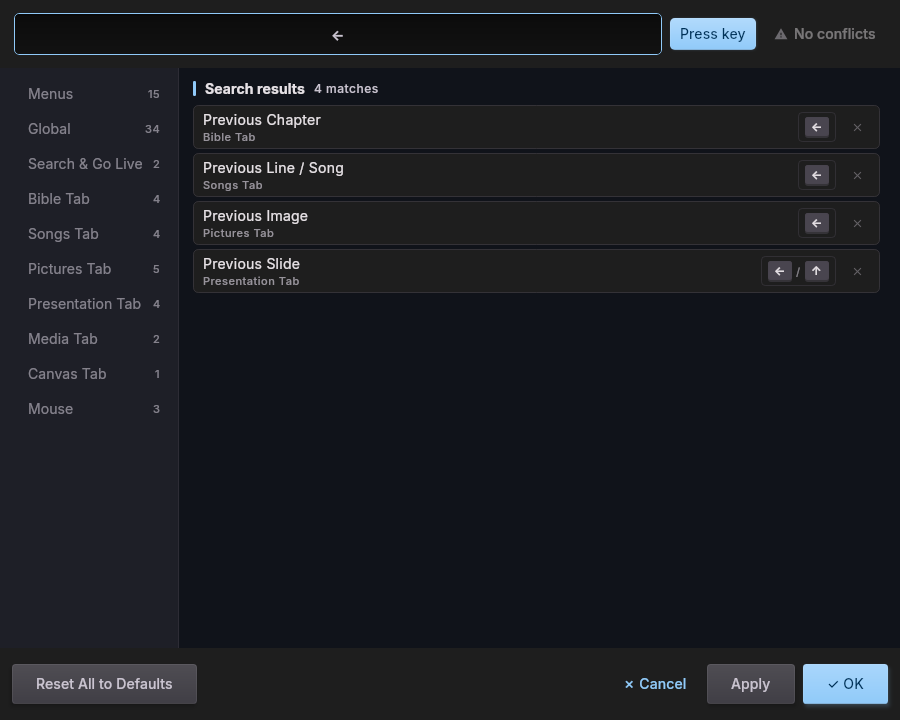 ←
Press key
No conflicts
Menus 15
Global 34
Search & Go Live 2
Bible Tab 4
Songs Tab 4
Pictures Tab 5
Presentation Tab 4
Media Tab 2
Canvas Tab 1
Mouse 3
Search results 4 matches
Previous Chapter
Bible Tab
← ×
Previous Line / Song
Songs Tab
← ×
Previous Image
Pictures Tab
← ×
Previous Slide
Presentation Tab
← / ↑ ×
Reset All to Defaults
× Cancel
Apply
✓ OK